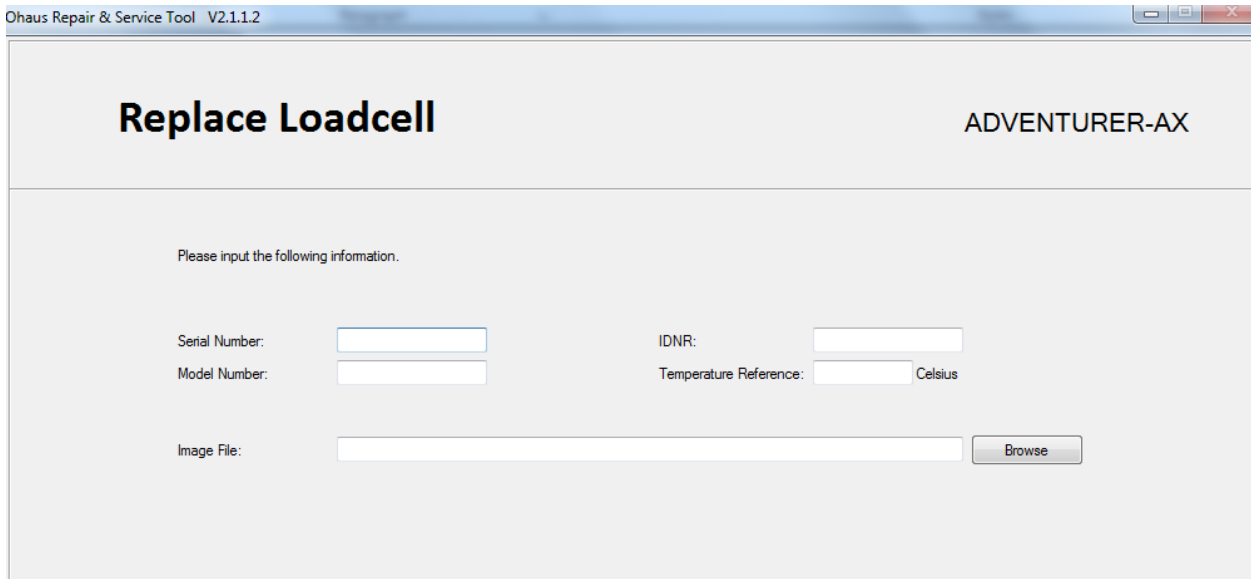 Ohaus Repair & Service Tool V2.1.1.2
Replace Loadcell
ADVENTURER-AX
Please input the following information.
Serial Number:
IDNR:
Model Number:
Temperature Reference:
Celsius
Image File:
Browse